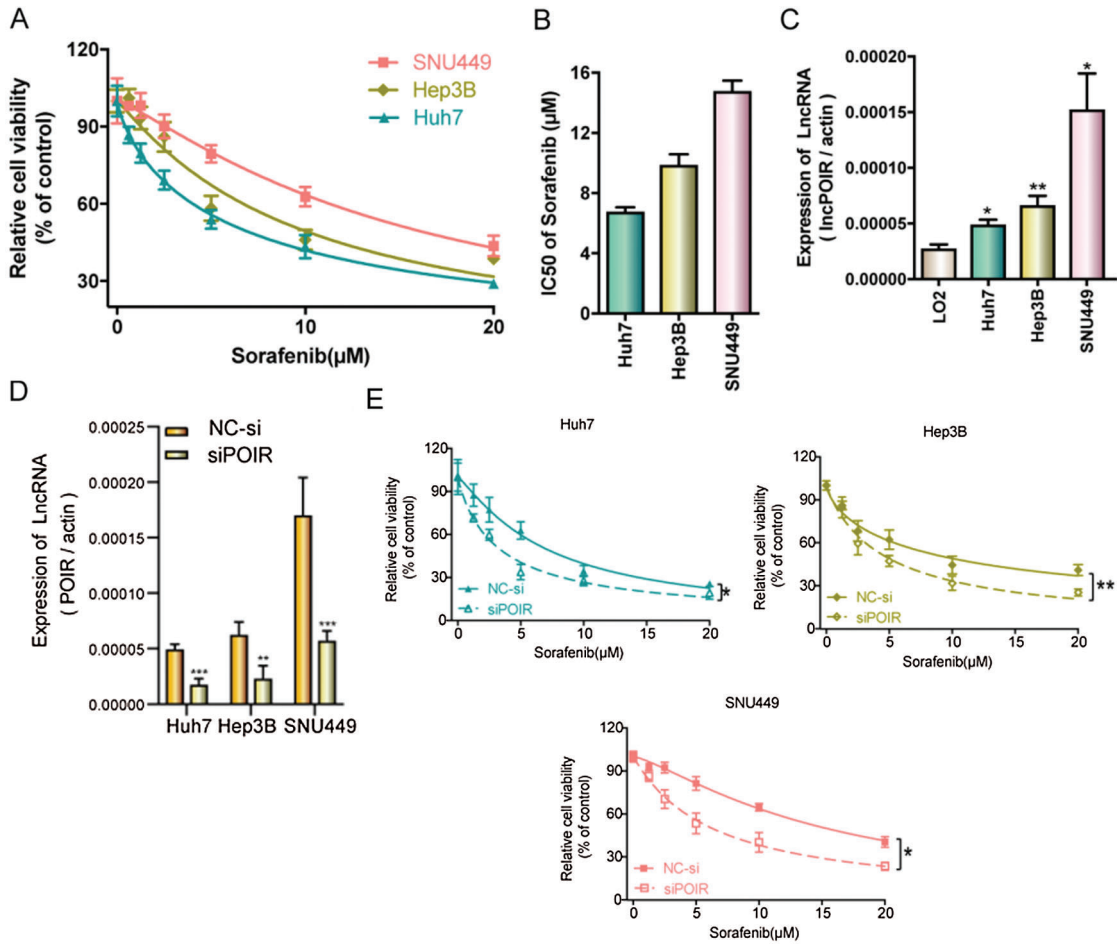 A
120
90
60
30
Relative cell viability
(% of control)
SNU449
Hep3B
Huh7
0
10
20
Sorafenib(μM)
B
16
12
8
4
0
IC50 of Sorafenib (μM)
Huh7
Hep3B
SNU449
C
0.00020
0.00015
0.00010
0.00005
0.00000
Expression of LncRNA
( lncPOIR / actin)
*
**
*
LO2
Huh7
Hep3B
SNU449
D
0.00025
0.00020
0.00015
0.00010
0.00005
0.00000
Expression of LncRNA
( POIR / actin)
NC-si
siPOIR
***
**
***
Huh7 Hep3B SNU449
E
Huh7
120
90
60
30
0
Relative cell viability
(% of control)
NC-si
siPOIR
*
0 5 10 15 20
Sorafenib(μM)
Hep3B
120
90
60
30
0
Relative cell viability
(% of control)
NC-si
siPOIR
**
0 5 10 15 20
Sorafenib(μM)
SNU449
120
90
60
30
0
Relative cell viability
(% of control)
NC-si
siPOIR
*
0 5 10 15 20
Sorafenib(μM)